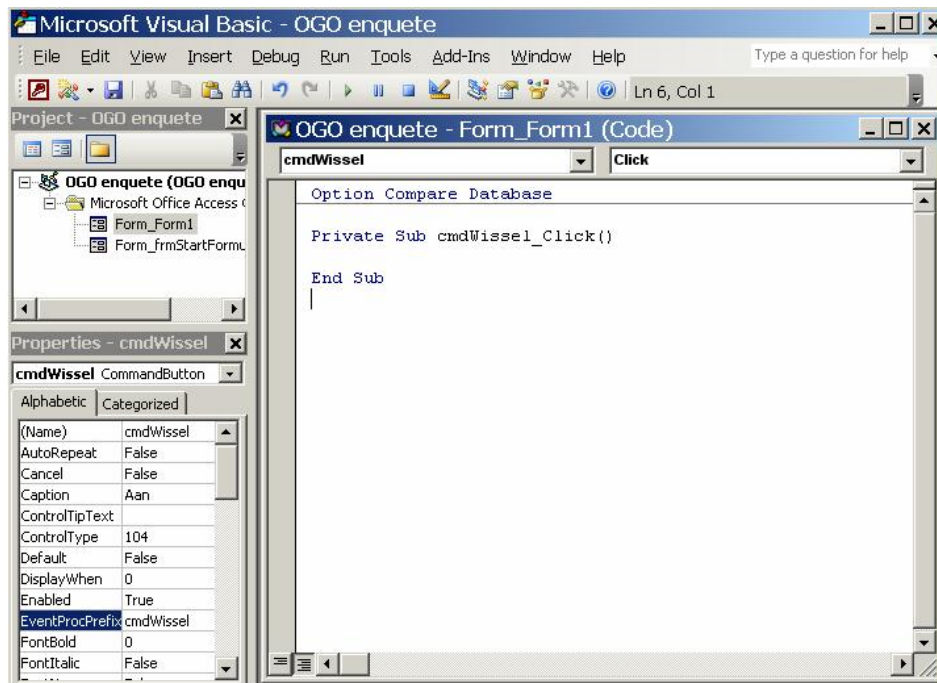 Microsoft Visual Basic - OGO enquete
File Edit View Insert Debug Run Tools Add-Ins Window Help Type a question for help
Ln 6, Col 1
Project - OGO enquete
OGO enquete (OGO enqu
Microsoft Office Access
Form_Form1
Form_frmStartFormu
Properties - cmdWissel
cmdWissel CommandButton
Alphabetic Categorized
(Name) cmdWissel
AutoRepeat False
Cancel False
Caption Aan
ControlTipText
ControlType 104
Default False
DisplayWhen 0
Enabled True
EventProcPrefix cmdWissel
FontBold 0
FontItalic False
OGO enquete - Form_Form1 (Code)
cmdWissel Click
Option Compare Database
Private Sub cmdWissel_Click()
End Sub